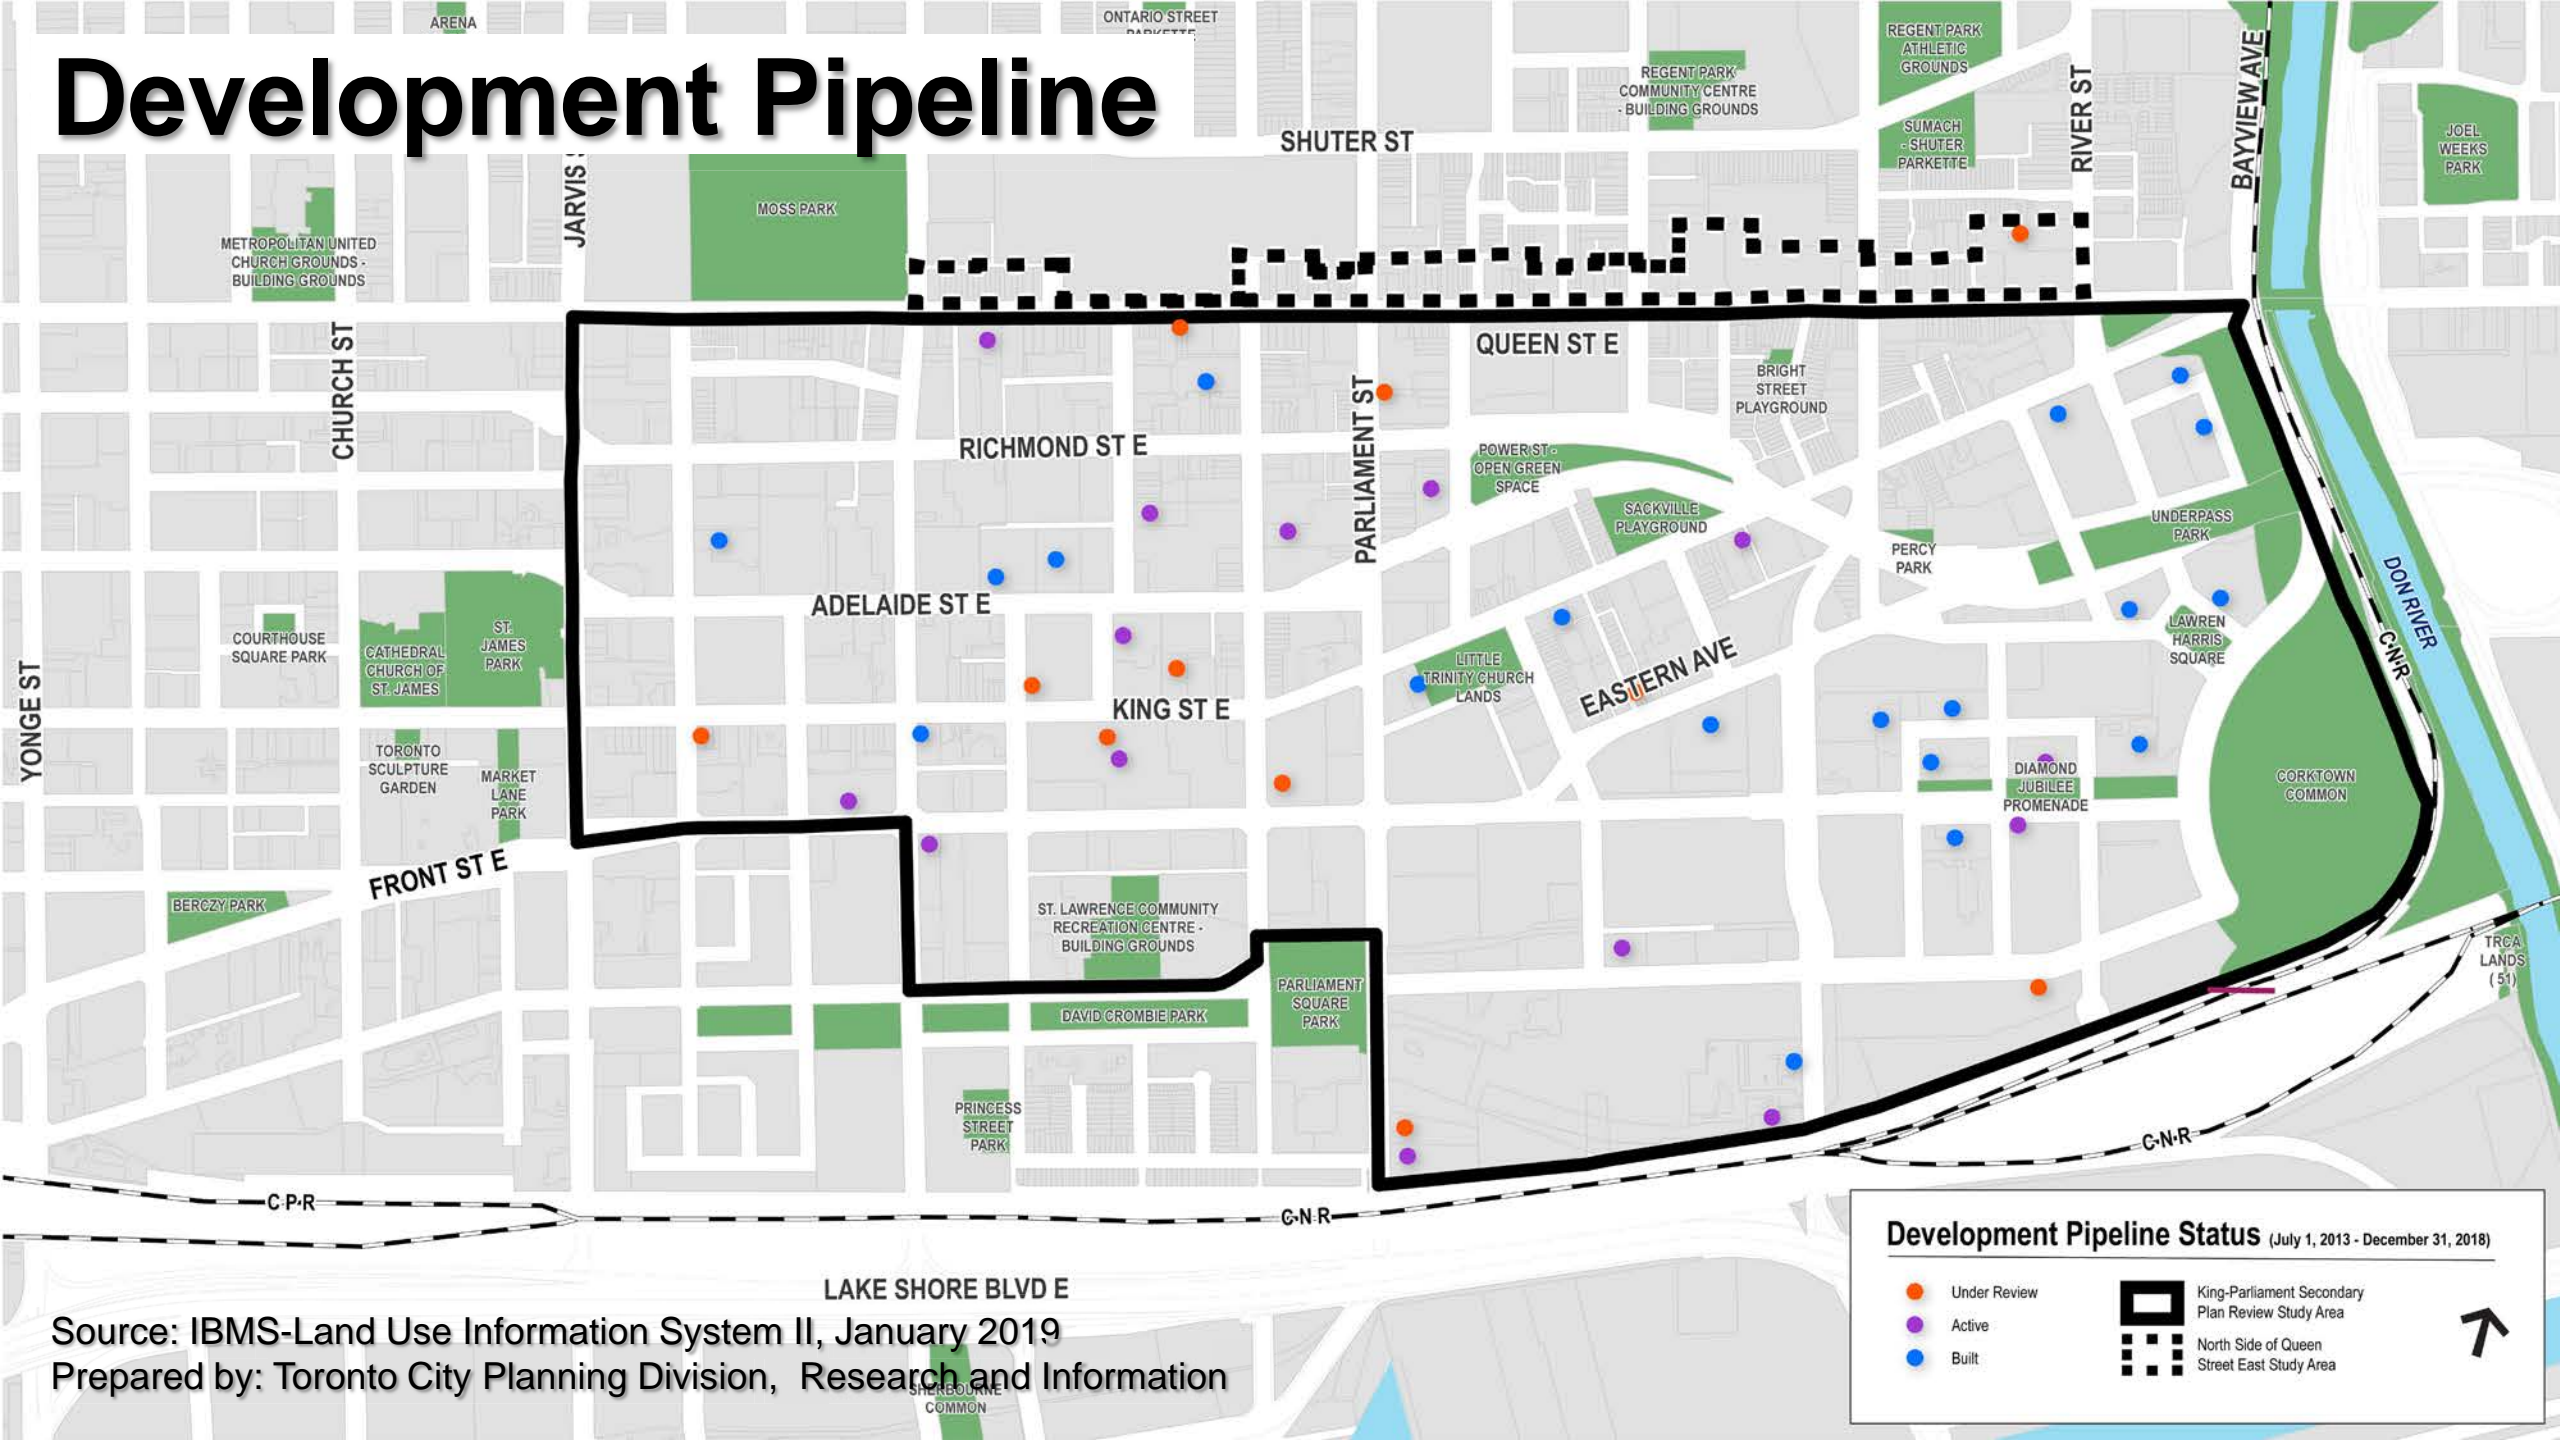 ARENA
ONTARIO STREET
PARKETTE
Development Pipeline
REGENT PARK
ATHLETIC
GROUNDS
REGENT PARK
COMMUNITY CENTRE
- BUILDING GROUNDS
SUMACH
- SHUTER
PARKETTE
RIVER ST
BAYVIEW AVE
JOEL
WEEKS
PARK
SHUTER ST
JARVIS
MOSS PARK
METROPOLITAN UNITED
CHURCH GROUNDS -
BUILDING GROUNDS
CHURCH ST
QUEEN ST E
BRIGHT
STREET
PLAYGROUND
PARLIAMENT ST
RICHMOND ST E
POWER ST -
OPEN GREEN
SPACE
SACKVILLE
PLAYGROUND
UNDERPASS
PARK
PERCY
PARK
DON RIVER
C N R
ADELAIDE ST E
COURTHOUSE
SQUARE PARK
CATHEDRAL
CHURCH OF
ST. JAMES
ST.
JAMES
PARK
LITTLE
TRINITY CHURCH
LANDS
EASTERN AVE
LAWREN
HARRIS
SQUARE
YONGE ST
KING ST E
TORONTO
SCULPTURE
GARDEN
MARKET
LANE
PARK
DIAMOND
JUBILEE
PROMENADE
CORKTOWN
COMMON
FRONT ST E
BERCZY PARK
ST. LAWRENCE COMMUNITY
RECREATION CENTRE -
BUILDING GROUNDS
TRCA
LANDS
( 51)
PARLIAMENT
SQUARE
PARK
DAVID CROMBIE PARK
PRINCESS
STREET
PARK
C N R
C P R
C N R
LAKE SHORE BLVD E
Source: IBMS-Land Use Information System II, January 2019
Prepared by: Toronto City Planning Division, Research and Information
SHERBOURNE
COMMON
Development Pipeline Status (July 1, 2013 - December 31, 2018)
Under Review
Active
Built
King-Parliament Secondary
Plan Review Study Area
North Side of Queen
Street East Study Area